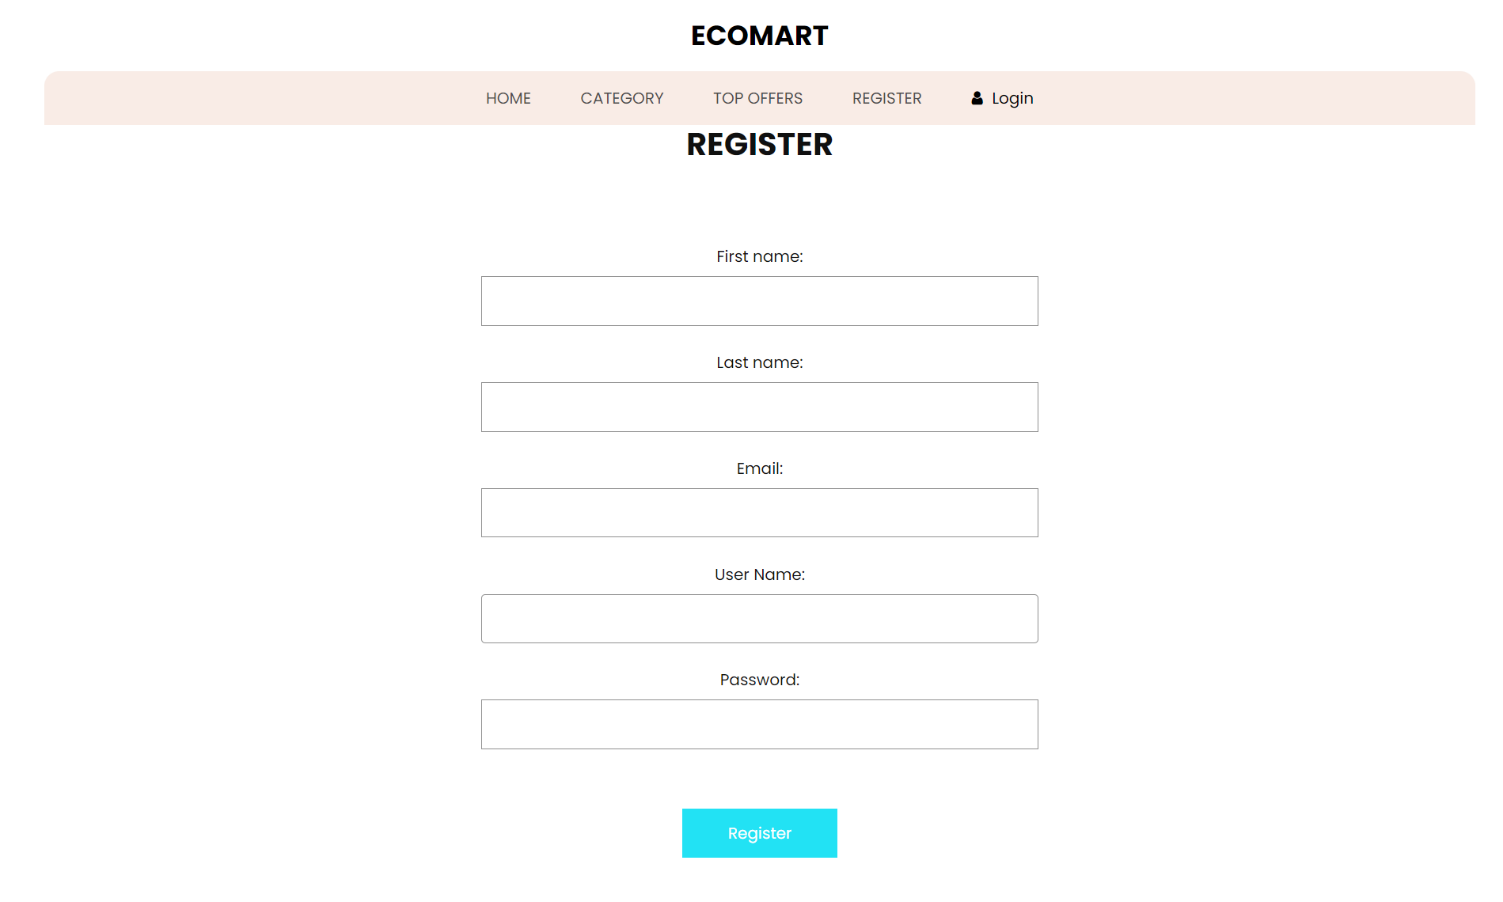 ECOMART
HOME CATEGORY TOP OFFERS REGISTER Login
REGISTER
First name:
Last name:
Email:
User Name:
Password:
Register